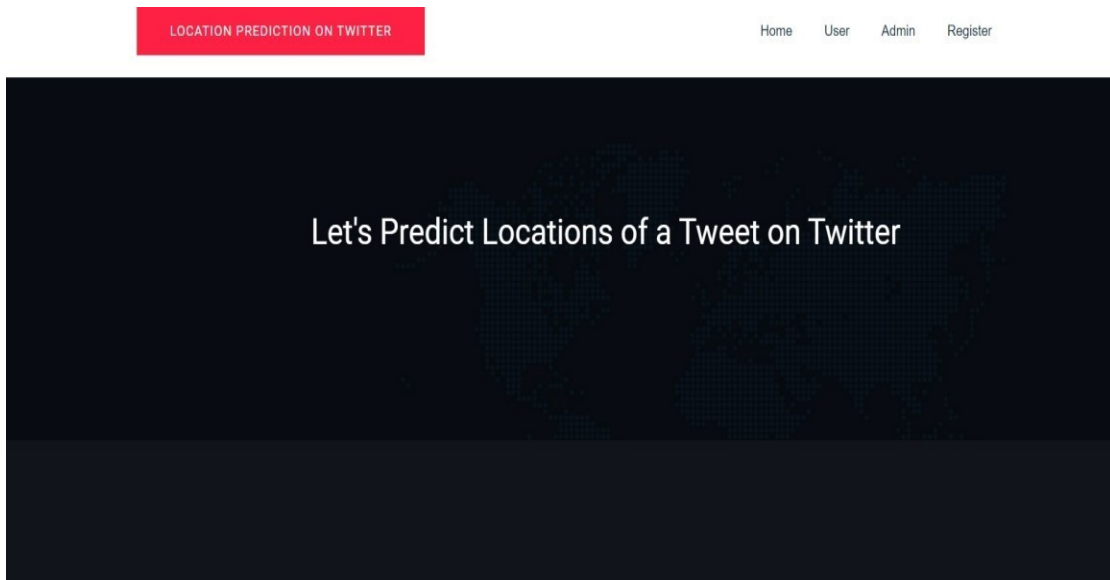 LOCATION PREDICTION ON TWITTER
Home User Admin Register
Let's Predict Locations of a Tweet on Twitter